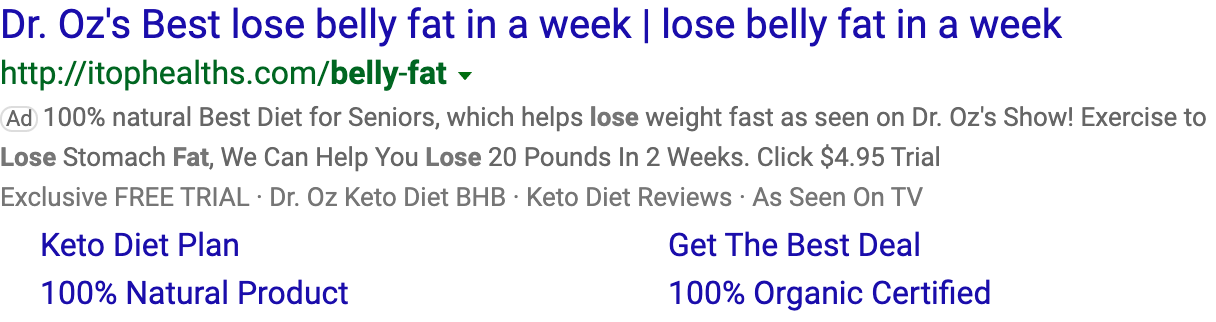 Dr. Oz's Best lose belly fat in a week | lose belly fat in a week
http://itophealths.com/belly-fat
Ad 100% natural Best Diet for Seniors, which helps lose weight fast as seen on Dr. Oz's Show! Exercise to
Lose Stomach Fat, We Can Help You Lose 20 Pounds In 2 Weeks. Click $4.95 Trial
Exclusive FREE TRIAL · Dr. Oz Keto Diet BHB · Keto Diet Reviews · As Seen On TV
Keto Diet Plan
Get The Best Deal
100% Natural Product
100% Organic Certified